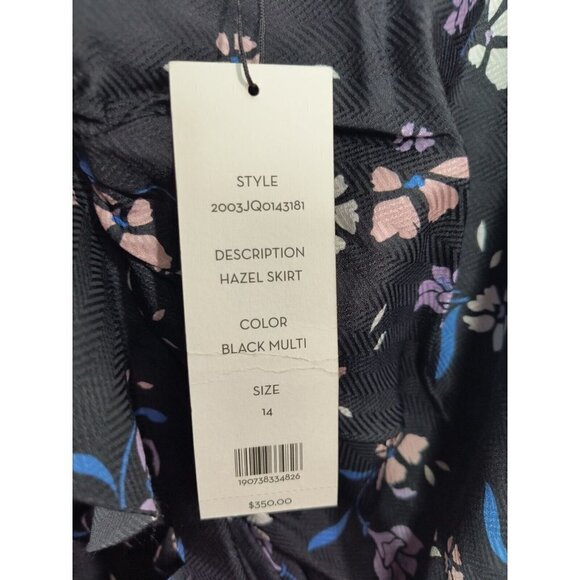 STYLE
2003JQ0143181
DESCRIPTION
HAZEL SKIRT
COLOR
BLACK MULTI
SIZE
14
190738334826
$350.00